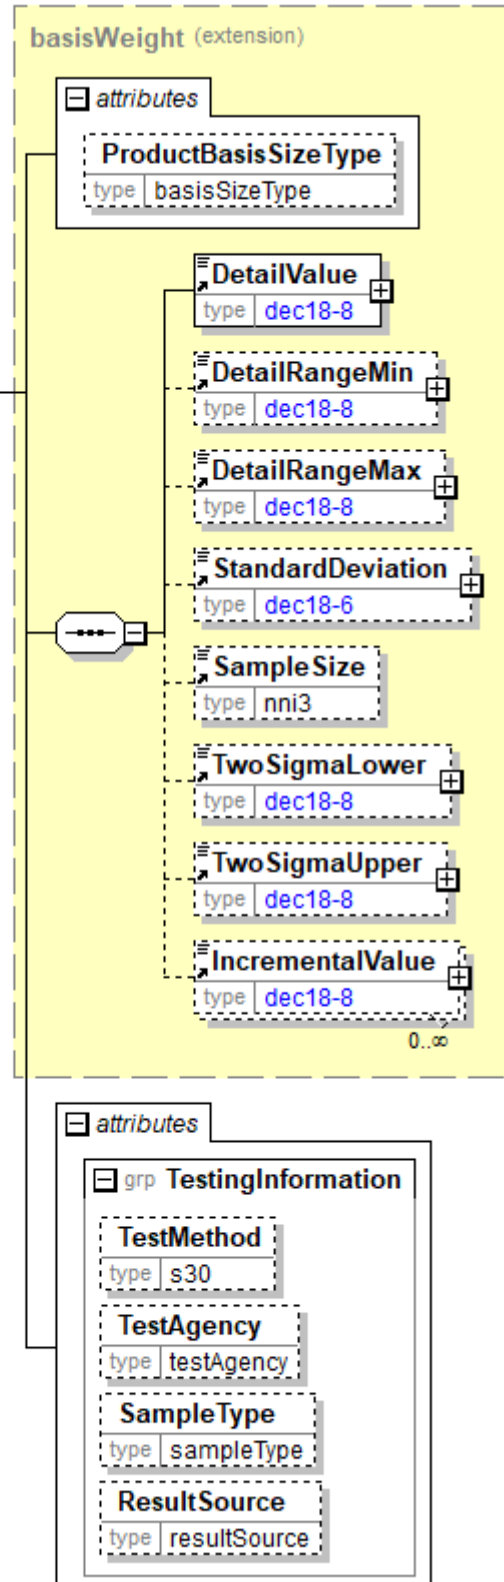 basisWeight (extension)
attributes
ProductBasisSizeType
type basisSizeType
DetailValue
type dec18-8
DetailRangeMin
type dec18-8
DetailRangeMax
type dec18-8
StandardDeviation
type dec18-6
SampleSize
type nni3
TwoSigmaLower
type dec18-8
TwoSigmaUpper
type dec18-8
IncrementalValue
type dec18-8
0..∞
attributes
grp TestingInformation
TestMethod
type s30
TestAgency
type testAgency
SampleType
type sampleType
ResultSource
type resultSource